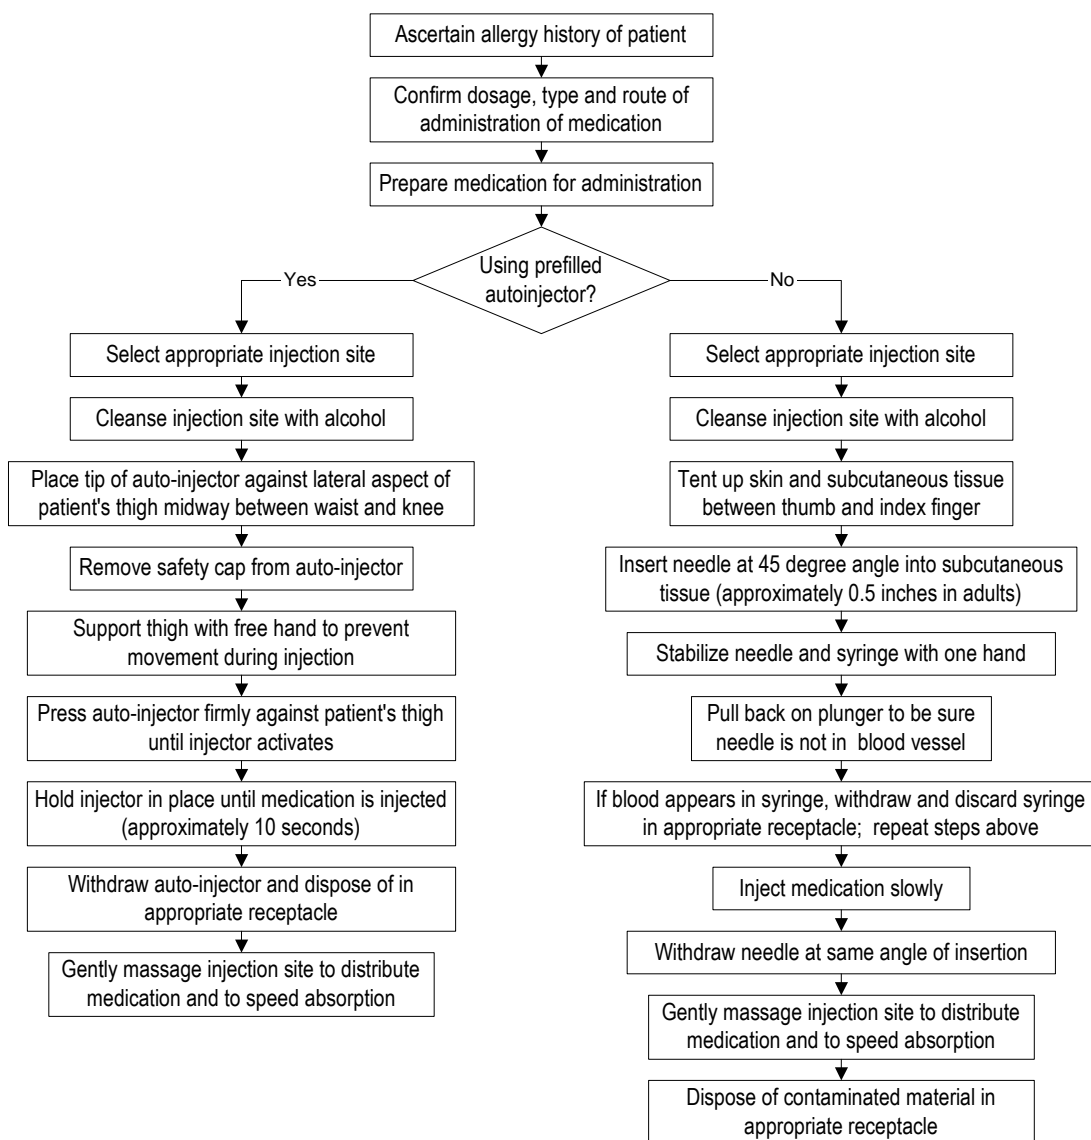 Ascertain allergy history of patient
Confirm dosage, type and route of
administration of medication
Prepare medication for administration
Using prefilled
autoinjector?
Yes
No
Select appropriate injection site
Cleanse injection site with alcohol
Place tip of auto-injector against lateral aspect of
patient's thigh midway between waist and knee
Remove safety cap from auto-injector
Support thigh with free hand to prevent
movement during injection
Press auto-injector firmly against patient's thigh
until injector activates
Hold injector in place until medication is injected
(approximately 10 seconds)
Withdraw auto-injector and dispose of in
appropriate receptacle
Gently massage injection site to distribute
medication and to speed absorption
Select appropriate injection site
Cleanse injection site with alcohol
Tent up skin and subcutaneous tissue
between thumb and index finger
Insert needle at 45 degree angle into subcutaneous
tissue (approximately 0.5 inches in adults)
Stabilize needle and syringe with one hand
Pull back on plunger to be sure
needle is not in blood vessel
If blood appears in syringe, withdraw and discard syringe
in appropriate receptacle; repeat steps above
Inject medication slowly
Withdraw needle at same angle of insertion
Gently massage injection site to distribute
medication and to speed absorption
Dispose of contaminated material in
appropriate receptacle